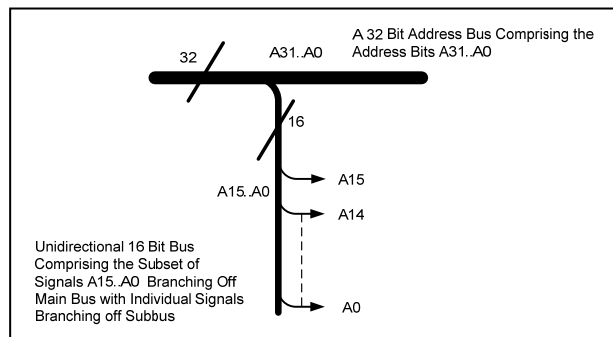 A 32 Bit Address Bus Comprising the
Address Bits A31..A0
32
A31..A0
16
A15
A15..A0
A14
Unidirectional 16 Bit Bus
Comprising the Subset of
Signals A15..A0 Branching Off
Main Bus with Individual Signals
Branching off Subbus
A0